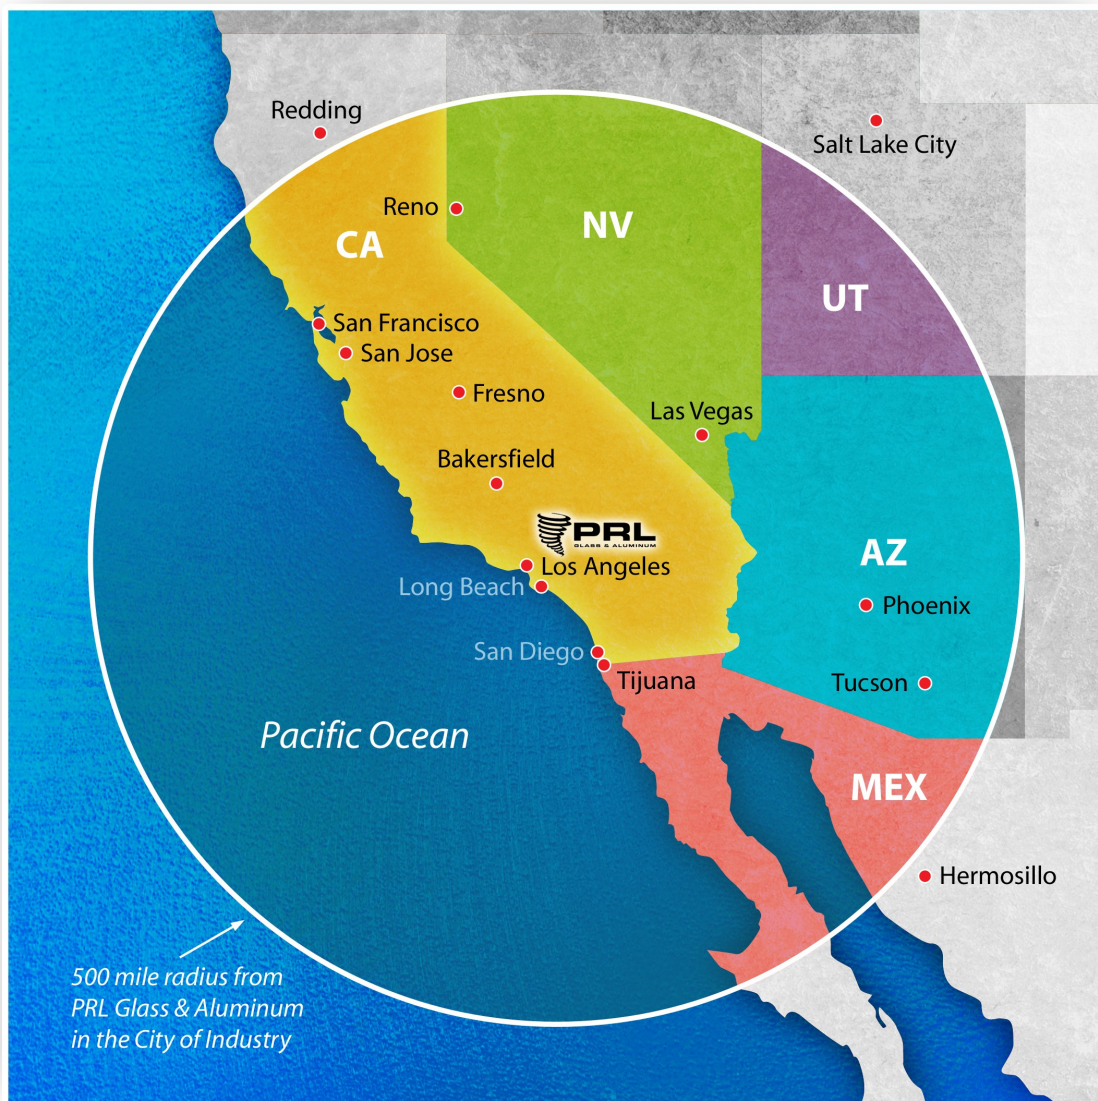 Redding
Salt Lake City
Reno
NV
CA
UT
San Francisco
San Jose
Fresno
Las Vegas
Bakersfield
PRL
GLASS & ALUMINUM
AZ
Los Angeles
Long Beach
Phoenix
San Diego
Tijuana
Tucson
Pacific Ocean
MEX
Hermosillo
500 mile radius from
PRL Glass & Aluminum
in the City of Industry